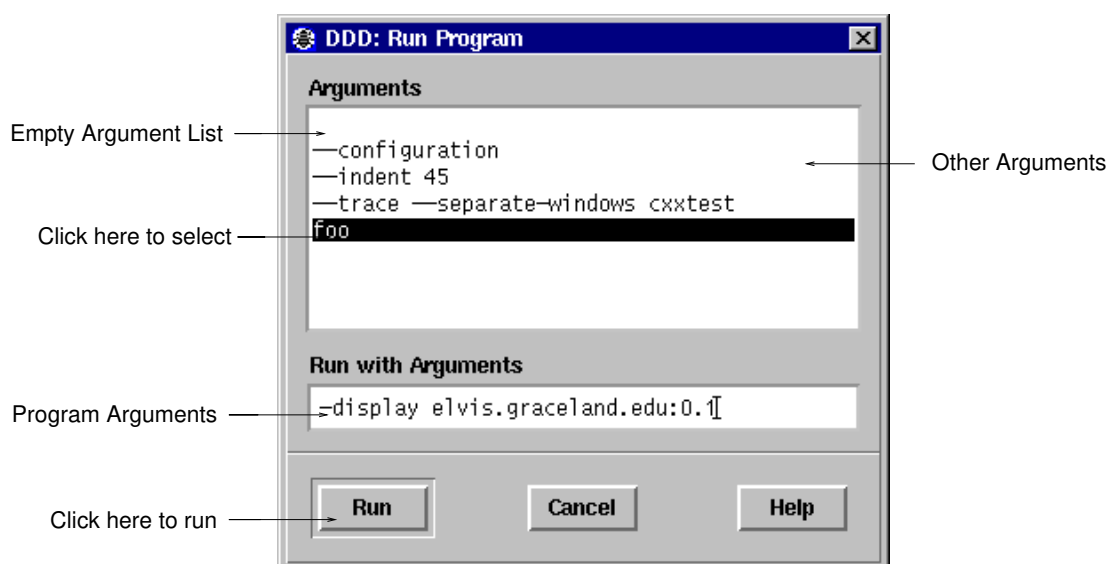 DDD: Run Program
Arguments
Empty Argument List
--configuration
Other Arguments
--indent 45
--trace --separate-windows cxxtest
Click here to select
foo
Run with Arguments
Program Arguments
-display elvis.graceland.edu:0.1
Run
Cancel
Help
Click here to run